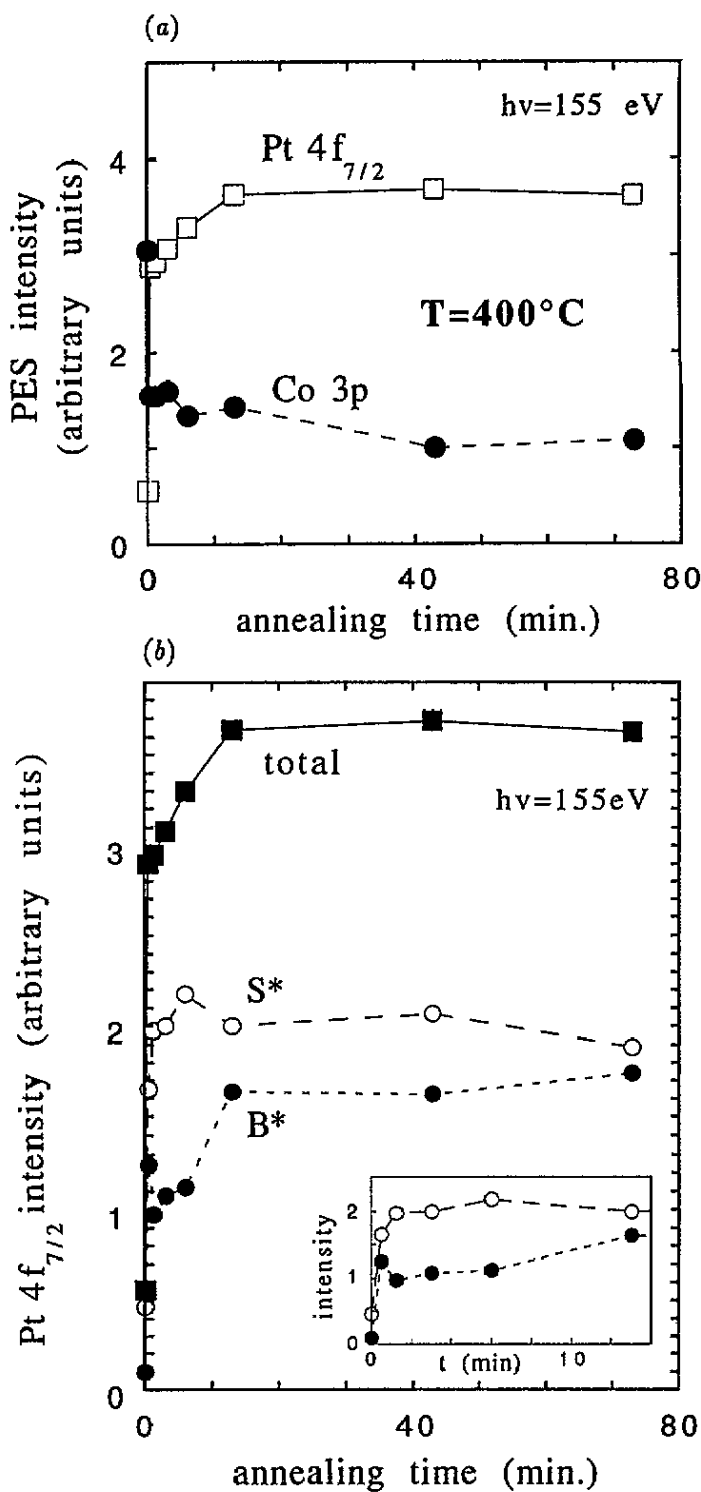 (a)
hν=155 eV
Pt 4f7/2
T=400°C
Co 3p
PES intensity
(arbitrary units)
4
2
0
0 40 80
annealing time (min.)
(b)
total
hν=155eV
S*
B*
Pt 4f7/2 intensity (arbitrary units)
3
2
1
0
intensity
2
1
0
0 10
t (min)
0 40 80
annealing time (min.)